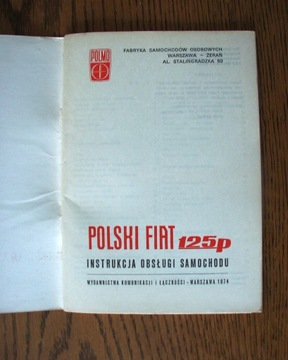 POLMO
FABRYKA SAMOCHODÓW OSOBOWYCH
WARSZAWA – ŻERAŃ
AL. STALINGRADZKA 50
POLSKI FIAT 125p
INSTRUKCJA OBSŁUGI SAMOCHODU
WYDAWNICTWA KOMUNIKACJI I ŁĄCZNOŚCI - WARSZAWA 1974